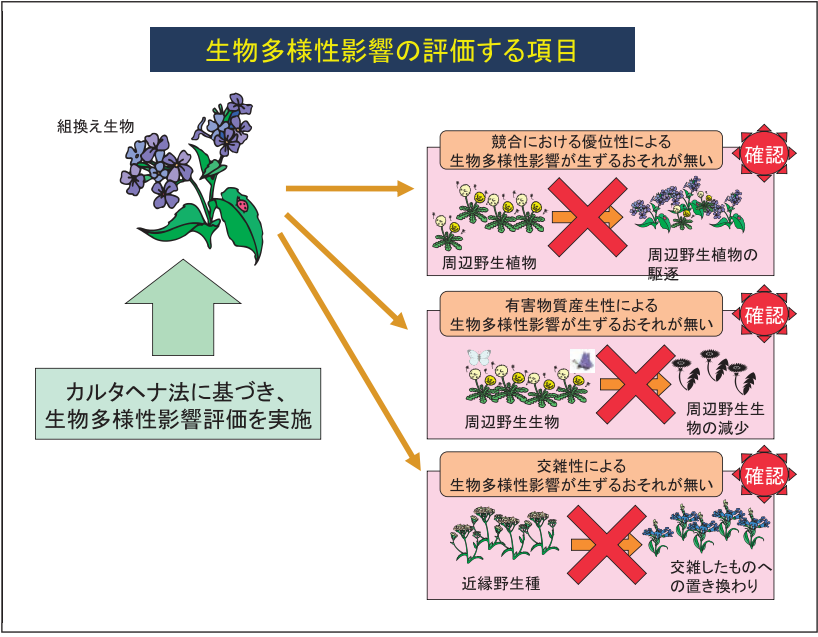 生物多様性影響の評価する項目
組換え生物
カルタヘナ法に基づき、
生物多様性影響評価を実施
競合における優位性による
生物多様性影響が生ずるおそれが無い
確認
周辺野生植物
周辺野生植物の
駆逐
有害物質産生性による
生物多様性影響が生ずるおそれが無い
確認
周辺野生生物
周辺野生生
物の減少
交雑性による
生物多様性影響が生ずるおそれが無い
確認
近縁野生種
交雑したものへ
の置き換わり